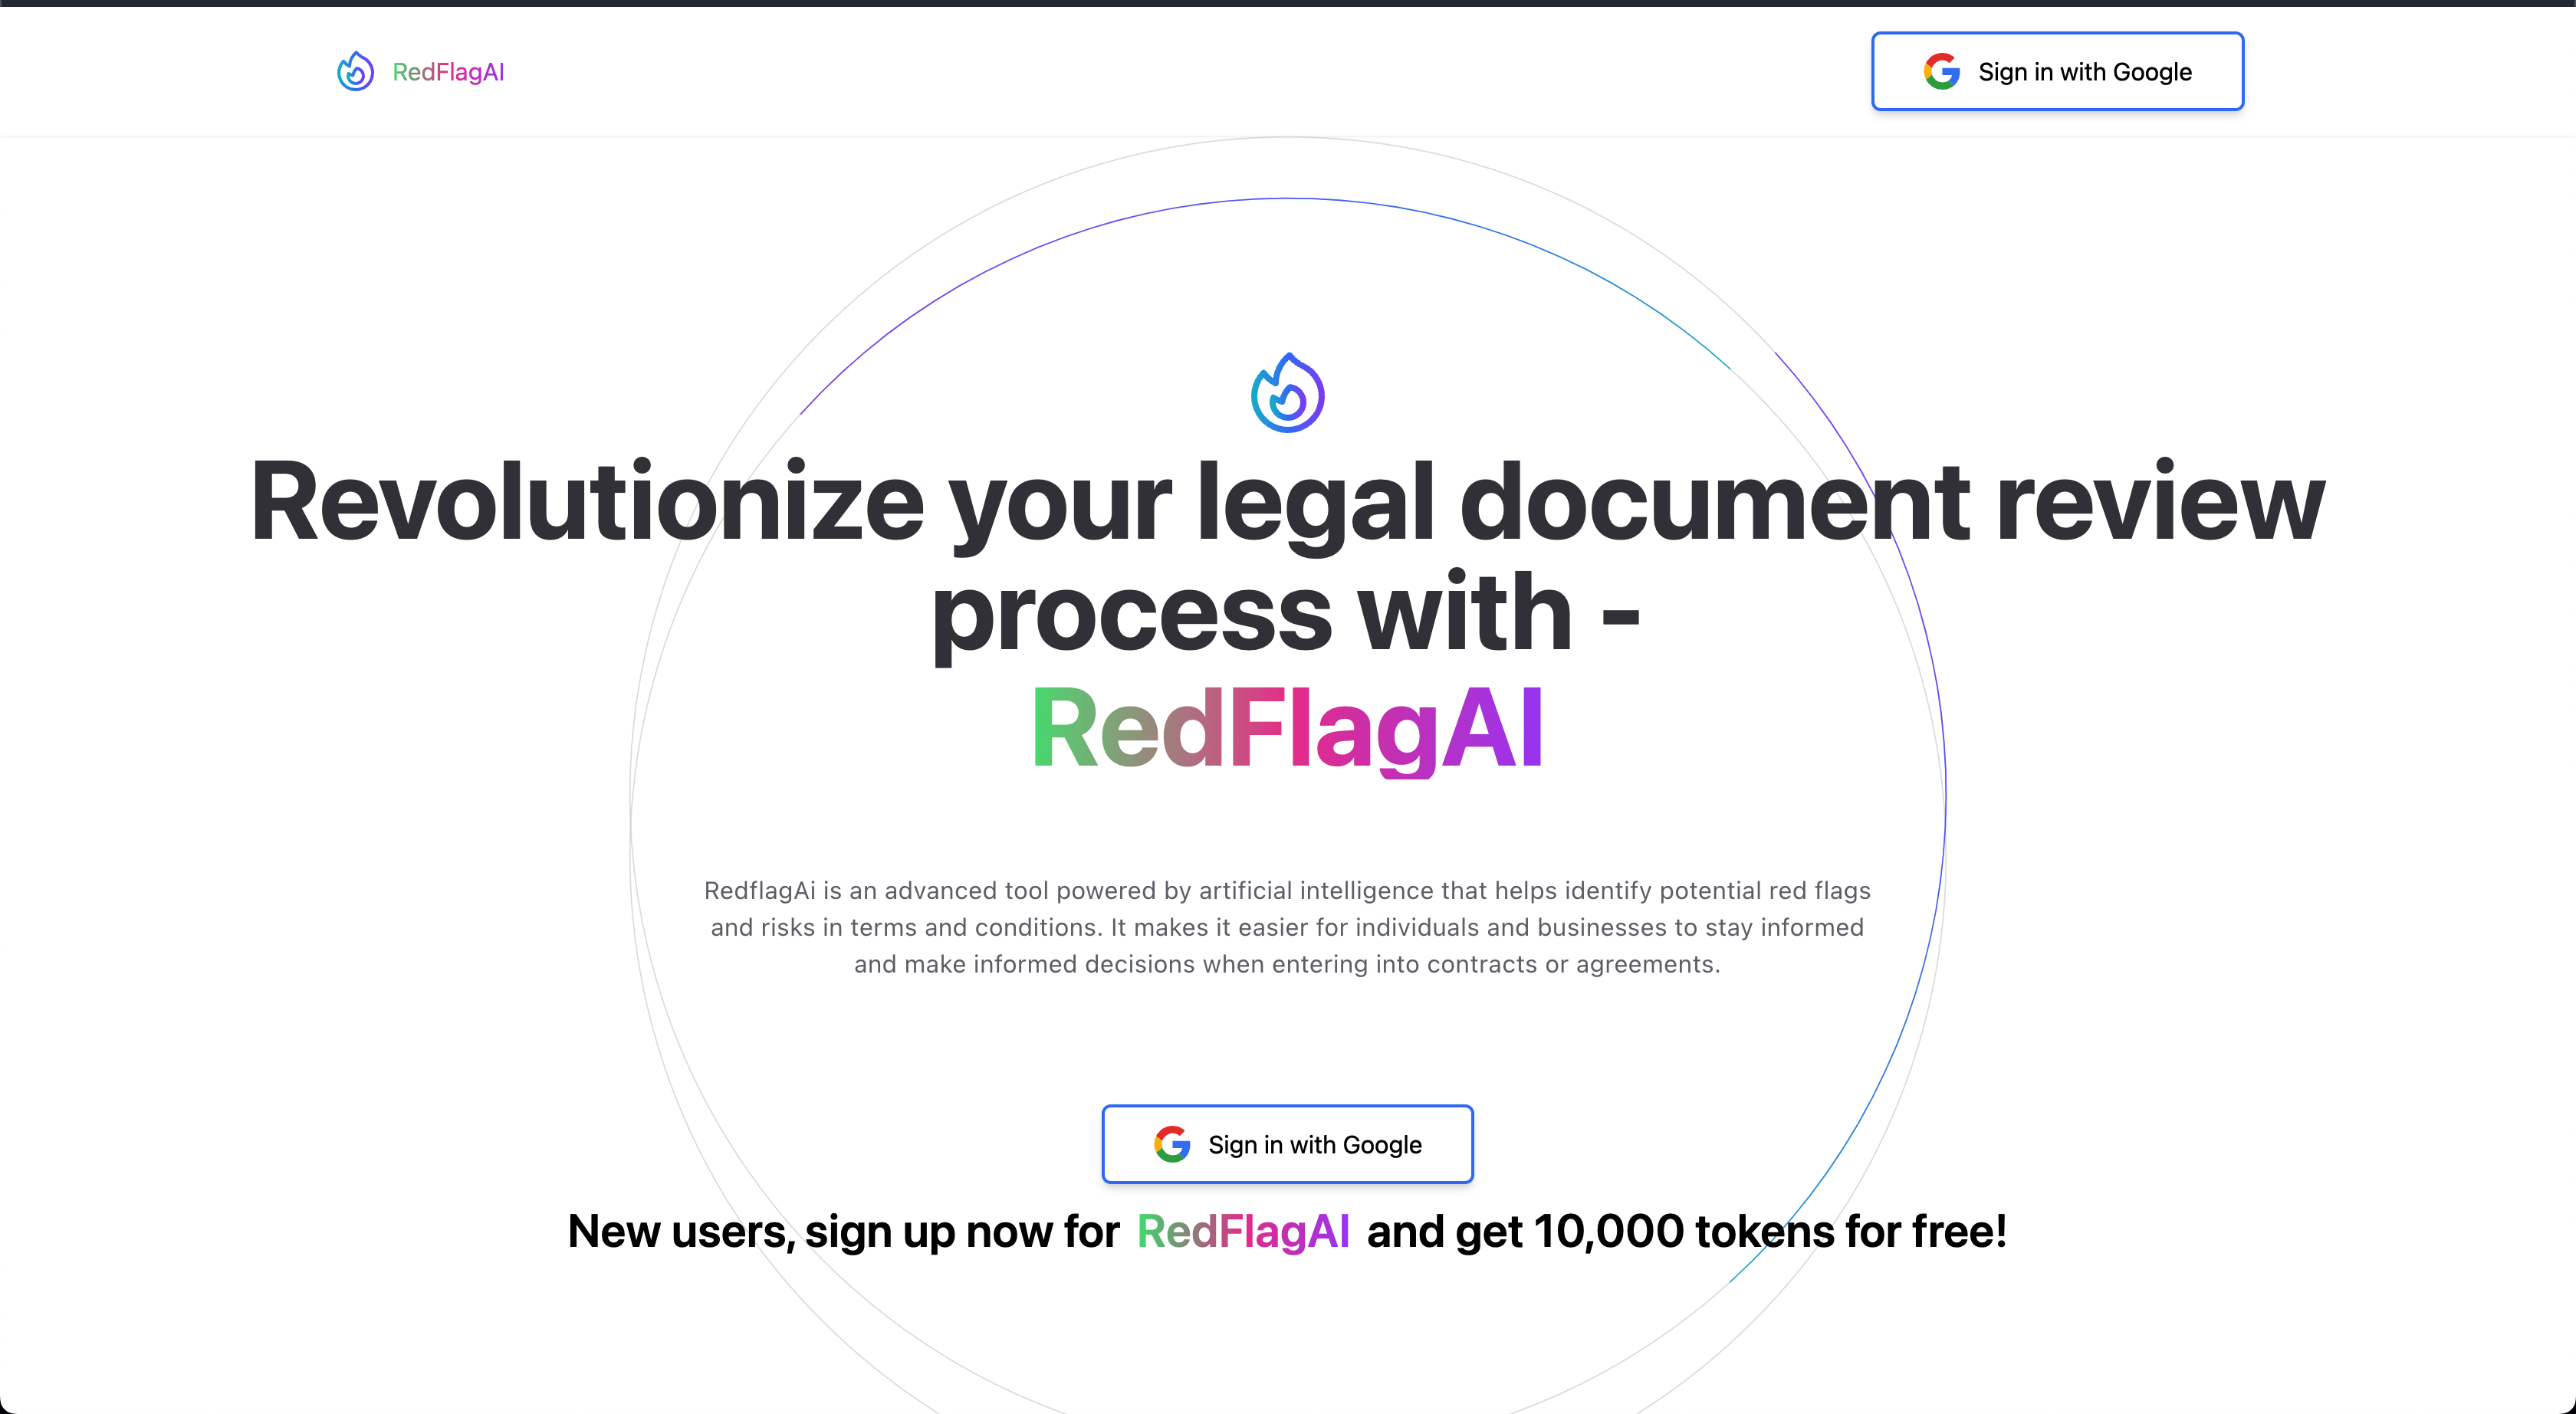 RedFlagAI
Sign in with Google
Revolutionize your legal document review
process with -
RedFlagAI
RedflagAi is an advanced tool powered by artificial intelligence that helps identify potential red flags
and risks in terms and conditions. It makes it easier for individuals and businesses to stay informed
and make informed decisions when entering into contracts or agreements.
Sign in with Google
New users, sign up now for RedFlagAI and get 10,000 tokens for free!